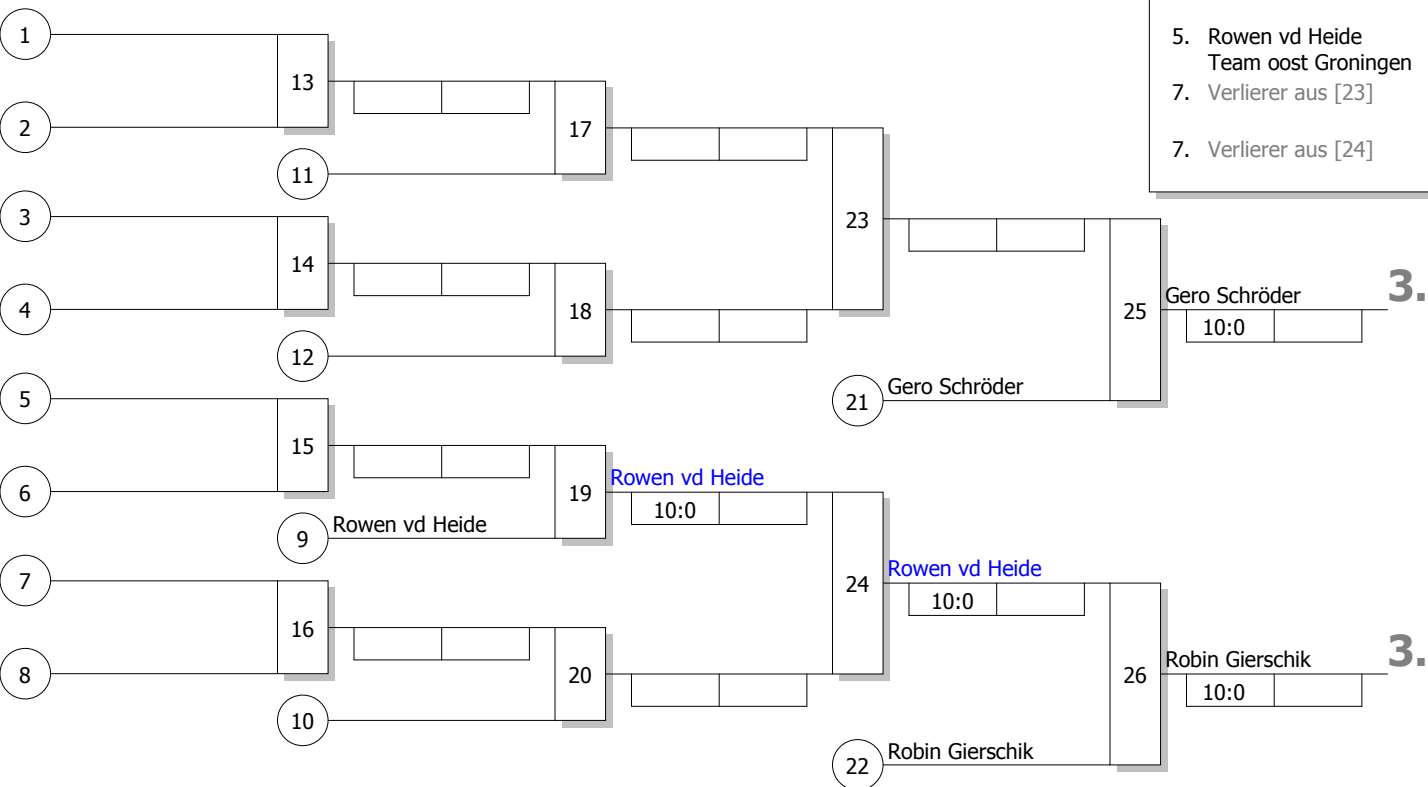 5. Rowen vd Heide
Team oost Groningen
7. Verlierer aus [23]
7. Verlierer aus [24]
1
13
2
17
11
3
23
14
4
18
12
25
Gero Schröder
3.
10:0
5
21
Gero Schröder
15
6
19
Rowen vd Heide
10:0
9
Rowen vd Heide
7
24
Rowen vd Heide
10:0
16
8
20
26
Robin Gierschik
3.
10:0
10
22
Robin Gierschik